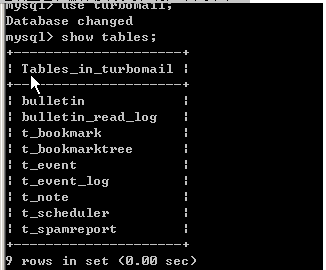 mysql> use turbomail;
Database changed
mysql> show tables;
+----------------------+
| Tables_in_turbomail |
+----------------------+
| bulletin |
| bulletin_read_log |
| t_bookmark |
| t_bookmarktree |
| t_event |
| t_event_log |
| t_note |
| t_scheduler |
| t_spamreport |
+----------------------+
9 rows in set (0.00 sec)